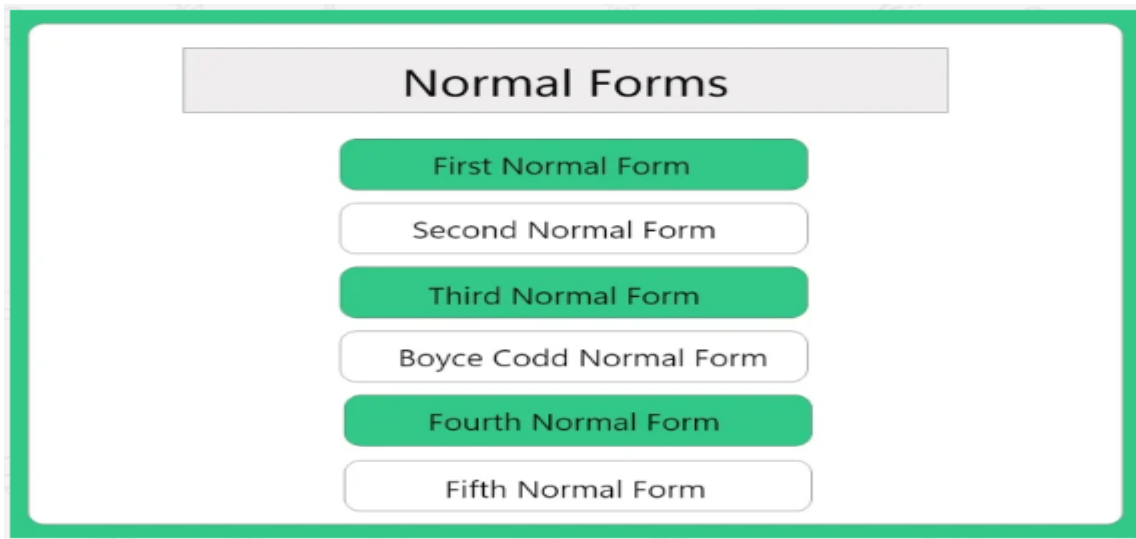 Normal Forms
First Normal Form
Second Normal Form
Third Normal Form
Boyce Codd Normal Form
Fourth Normal Form
Fifth Normal Form